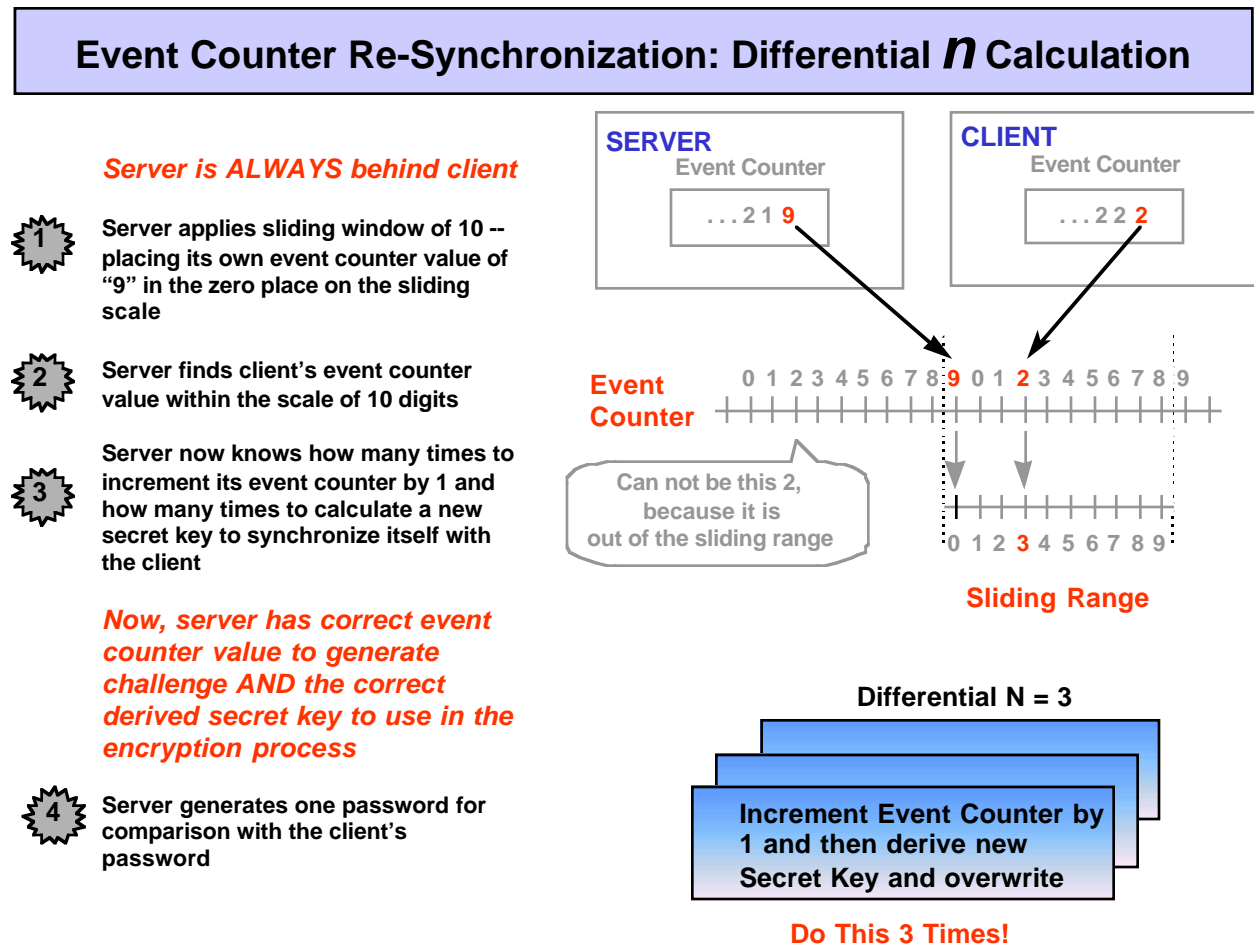 Event Counter Re-Synchronization: Differential n Calculation
Server is ALWAYS behind client
1
Server applies sliding window of 10 --
placing its own event counter value of
“9” in the zero place on the sliding
scale
2
Server finds client’s event counter
value within the scale of 10 digits
3
Server now knows how many times to
increment its event counter by 1 and
how many times to calculate a new
secret key to synchronize itself with
the client
Now, server has correct event
counter value to generate
challenge AND the correct
derived secret key to use in the
encryption process
4
Server generates one password for
comparison with the client’s
password
SERVER
Event Counter
. . . 2 1 9
CLIENT
Event Counter
. . . 2 2 2
Event
Counter
0 1 2 3 4 5 6 7 8 9 0 1 2 3 4 5 6 7 8 9
Can not be this 2,
because it is
out of the sliding range
0 1 2 3 4 5 6 7 8 9
Sliding Range
Differential N = 3
Increment Event Counter by
1 and then derive new
Secret Key and overwrite
Do This 3 Times!